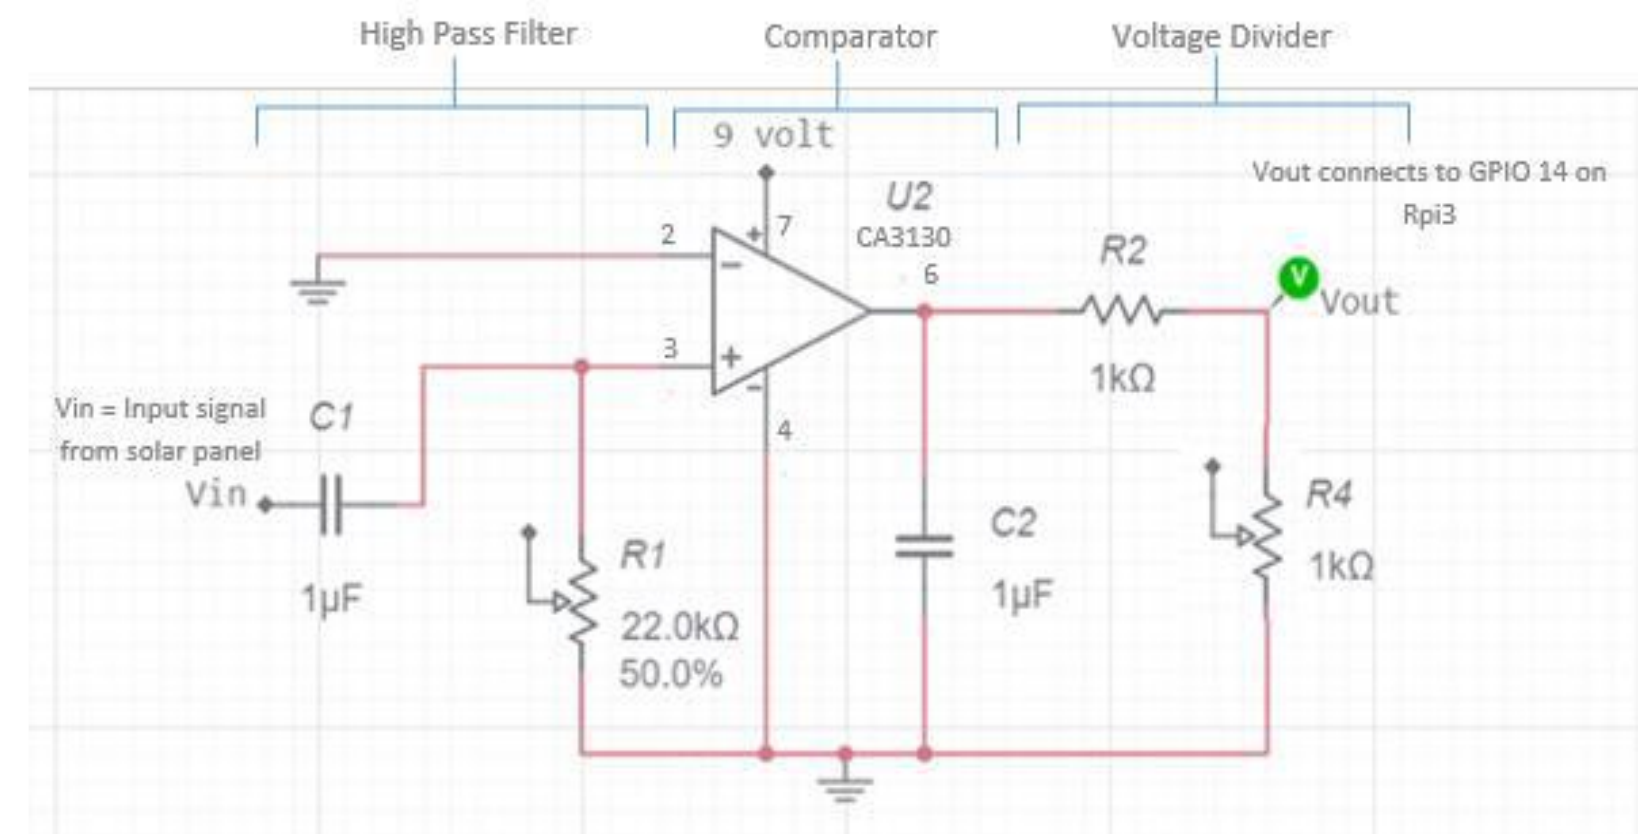 High Pass Filter
Comparator
Voltage Divider
9 volt
Vout connects to GPIO 14 on
Rpi3
U2
CA3130
2
7
6
R2
V
Vout
−
+
1kΩ
3
+
−
4
Vin = Input signal
from solar panel
C1
Vin
1µF
R1
22.0kΩ
50.0%
C2
1µF
R4
1kΩ